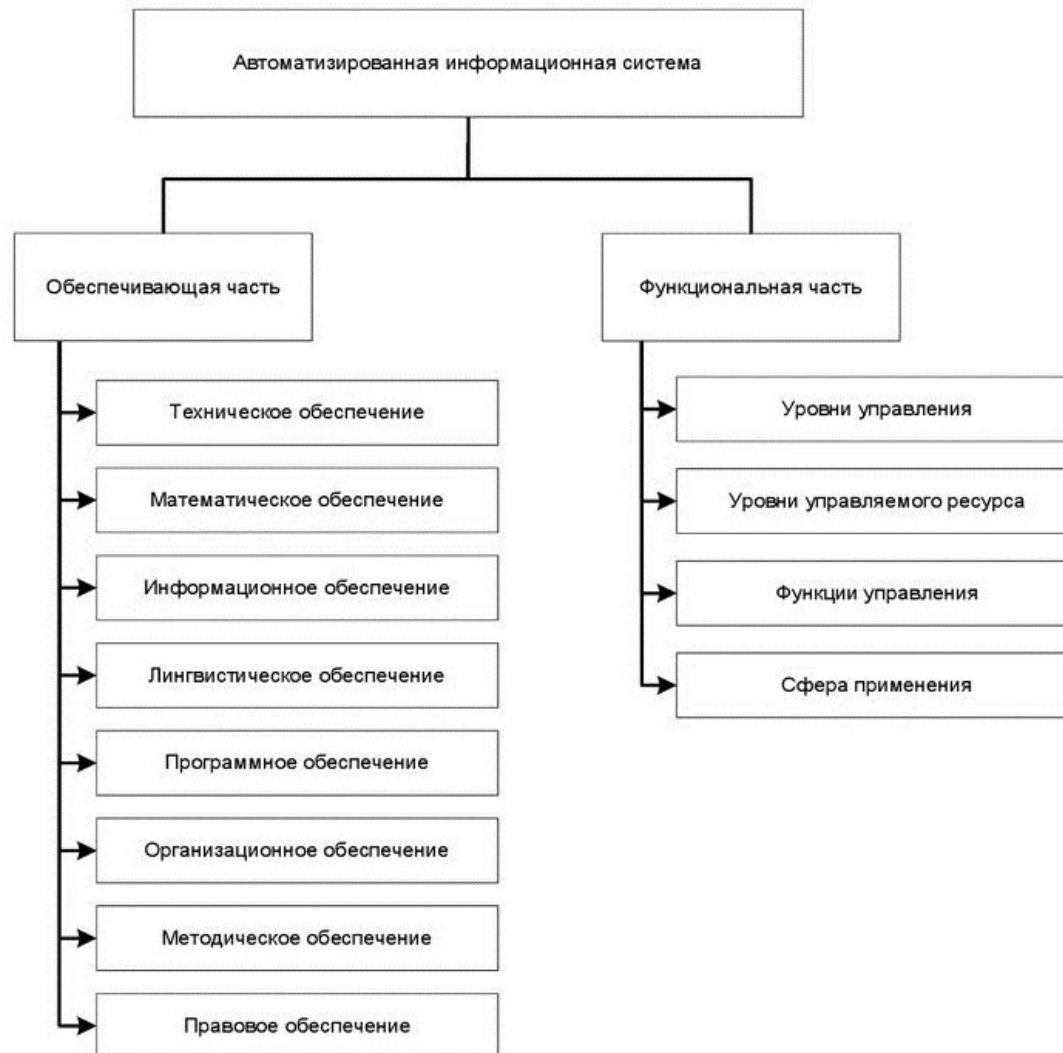 Автоматизированная информационная система
Обеспечивающая часть
Функциональная часть
Техническое обеспечение
Математическое обеспечение
Информационное обеспечение
Лингвистическое обеспечение
Программное обеспечение
Организационное обеспечение
Методическое обеспечение
Правовое обеспечение
Уровни управления
Уровни управляемого ресурса
Функции управления
Сфера применения